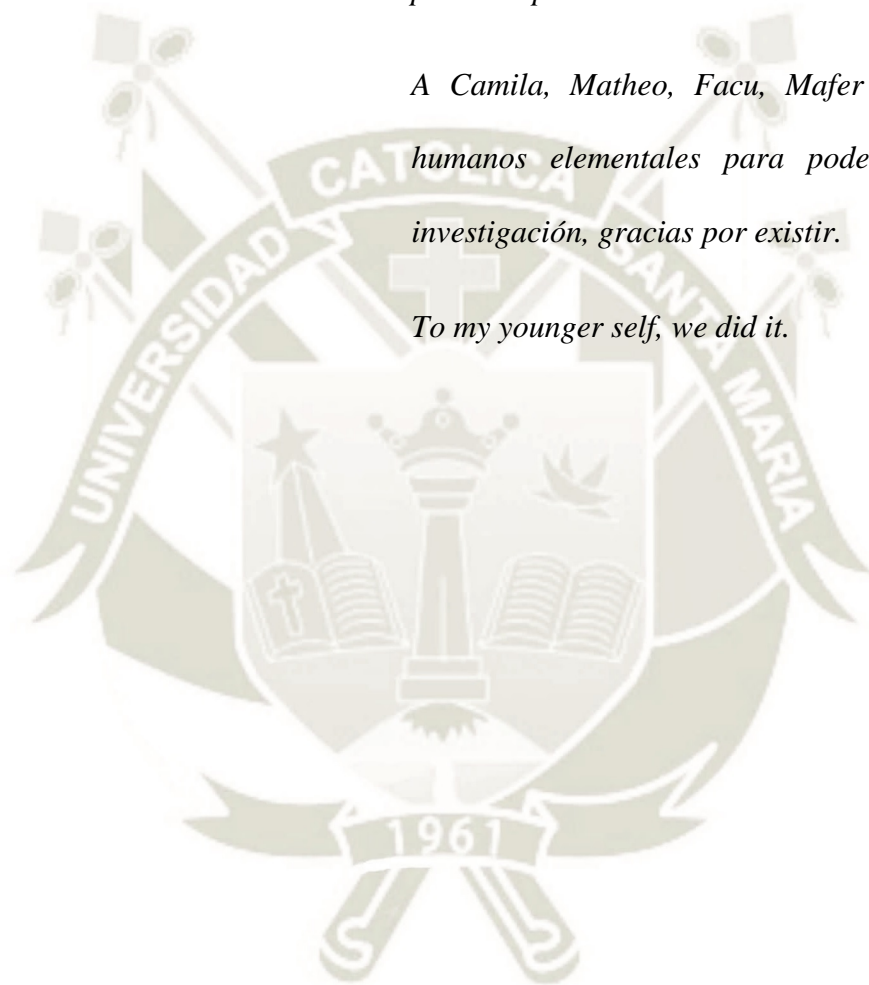 A Camila, Matheo, Facu, Mafer
humanos elementales para pode
investigación, gracias por existir.
To my younger self, we did it.
UNIVERSIDAD CATOLICA SANTA MARIA
1961